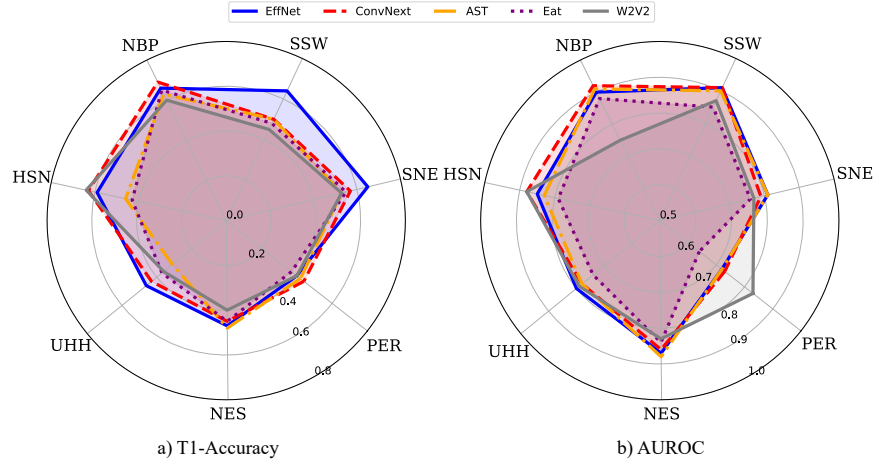 EffNet ConvNext AST Eat W2V2
NBP SSW NBP SSW
HSN SNE HSN SNE
0.0 0.5
0.2 0.6
0.4 0.7
0.6 0.8
0.8 0.9
1.0
UHH PER UHH PER
NES NES
a) T1-Accuracy b) AUROC